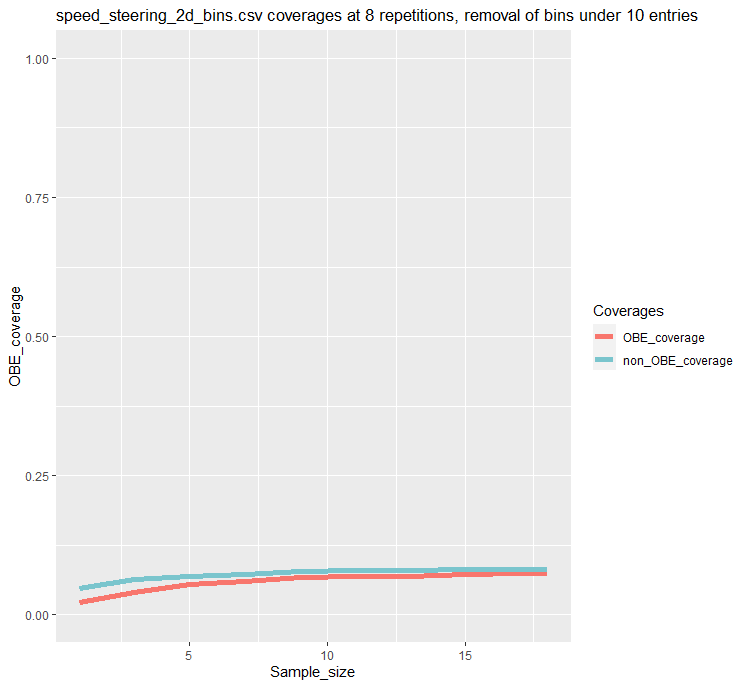 speed_steering_2d_bins.csv coverages at 8 repetitions, removal of bins under 10 entries
1.00
0.75
0.50
0.25
0.00
OBE_coverage
5
10
15
Sample_size
Coverages
OBE_coverage
non_OBE_coverage